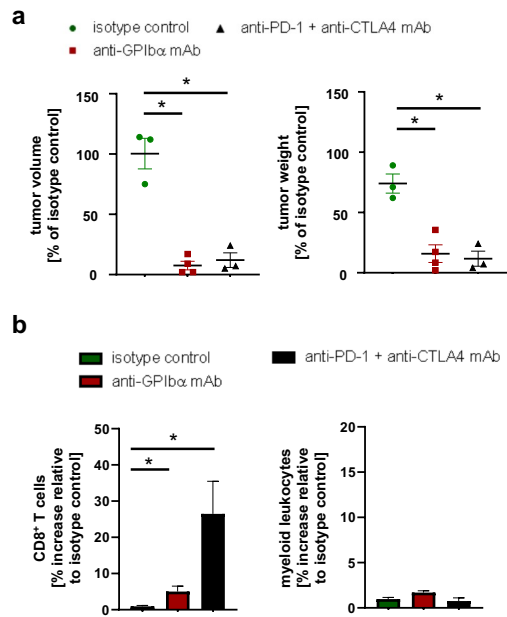 a
isotype control
anti-PD-1 + anti-CTLA4 mAb
anti-GPIbα mAb
tumor volume
[% of isotype control]
150
100
50
0
*
*
tumor weight
[% of isotype control]
150
100
50
0
*
*
b
isotype control
anti-PD-1 + anti-CTLA4 mAb
anti-GPIbα mAb
CD8⁺ T cells
[% increase relative
to isotype control]
50
40
30
20
10
0
*
*
myeloid leukocytes
[% increase relative
to isotype control]
20
15
10
5
0